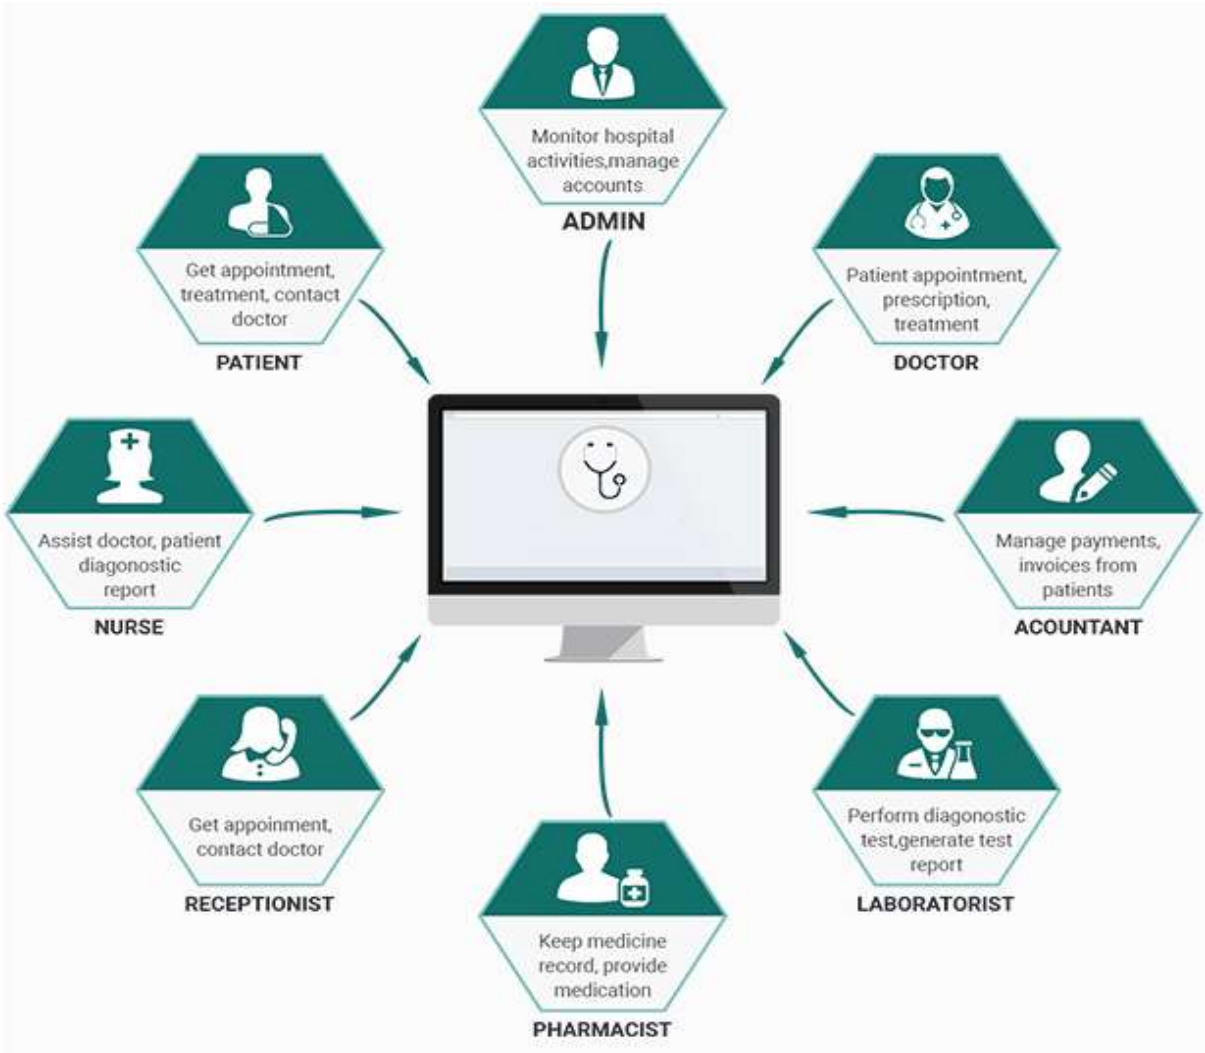 Monitor hospital
activities,manage
accounts
ADMIN
Get appointment,
treatment, contact
doctor
PATIENT
Patient appointment,
prescription,
treatment
DOCTOR
Assist doctor, patient
diagonostic
report
NURSE
Manage payments,
invoices from
patients
ACOUNTANT
Get appoinment,
contact doctor
RECEPTIONIST
Perform diagonostic
test,generate test
report
LABORATORIST
Keep medicine
record, provide
medication
PHARMACIST